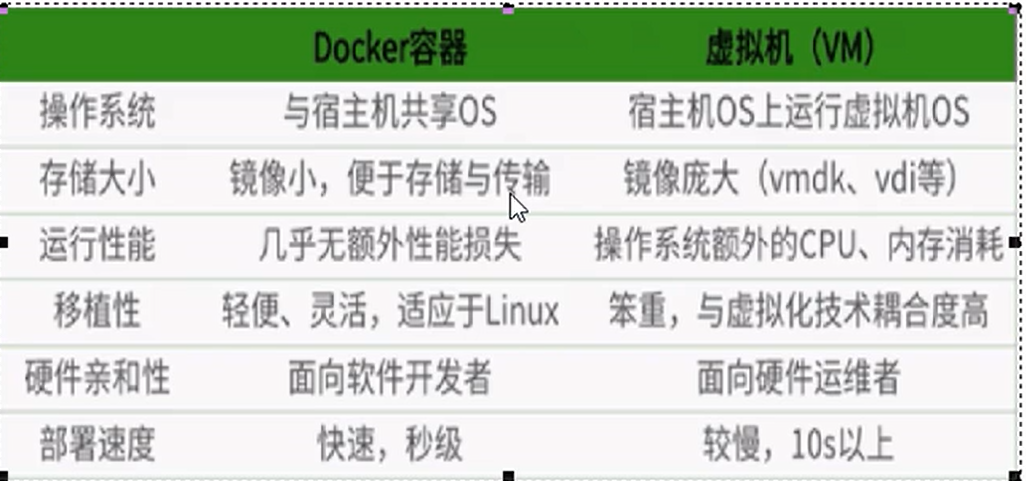 Docker容器 虚拟机（VM）
操作系统 与宿主机共享OS 宿主机OS上运行虚拟机OS
存储大小 镜像小，便于存储与传输 镜像庞大（vmdk、vdi等）
运行性能 几乎无额外性能损失 操作系统额外的CPU、内存消耗
移植性 轻便、灵活，适应于Linux 笨重，与虚拟化技术耦合度高
硬件亲和性 面向软件开发者 面向硬件运维者
部署速度 快速，秒级 较慢，10s以上